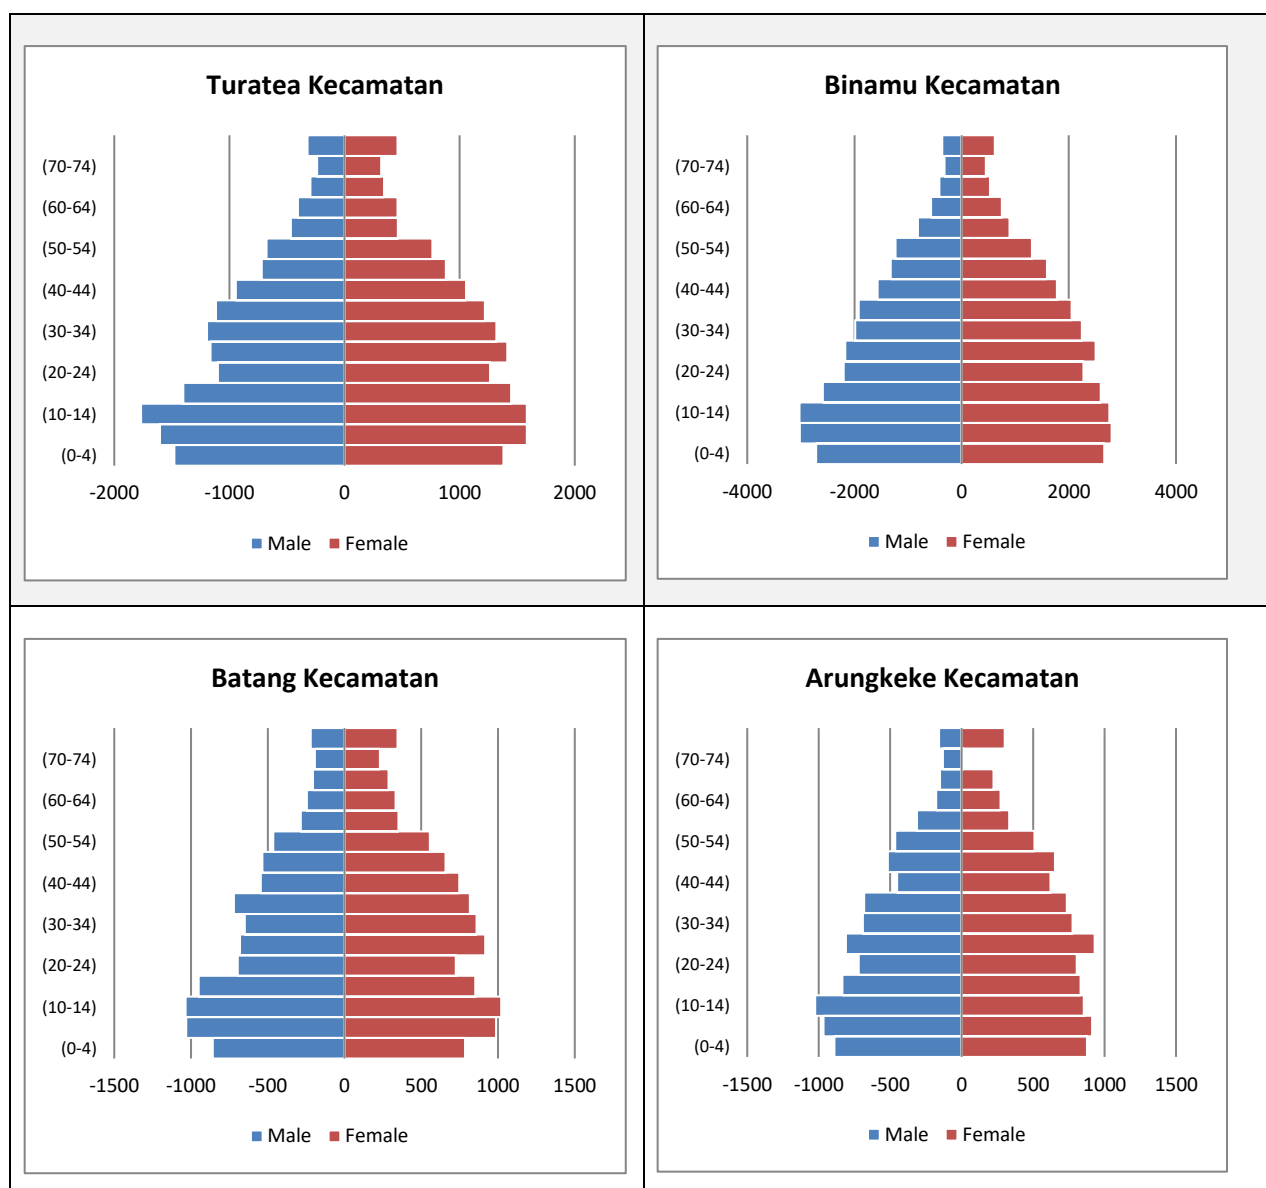 Turatea Kecamatan
(70-74)
(60-64)
(50-54)
(40-44)
(30-34)
(20-24)
(10-14)
(0-4)
-2000 -1000 0 1000 2000
Male Female
Binamu Kecamatan
(70-74)
(60-64)
(50-54)
(40-44)
(30-34)
(20-24)
(10-14)
(0-4)
-4000 -2000 0 2000 4000
Male Female
Batang Kecamatan
(70-74)
(60-64)
(50-54)
(40-44)
(30-34)
(20-24)
(10-14)
(0-4)
-1500 -1000 -500 0 500 1000 1500
Male Female
Arungkeke Kecamatan
(70-74)
(60-64)
(50-54)
(40-44)
(30-34)
(20-24)
(10-14)
(0-4)
-1500 -1000 -500 0 500 1000 1500
Male Female